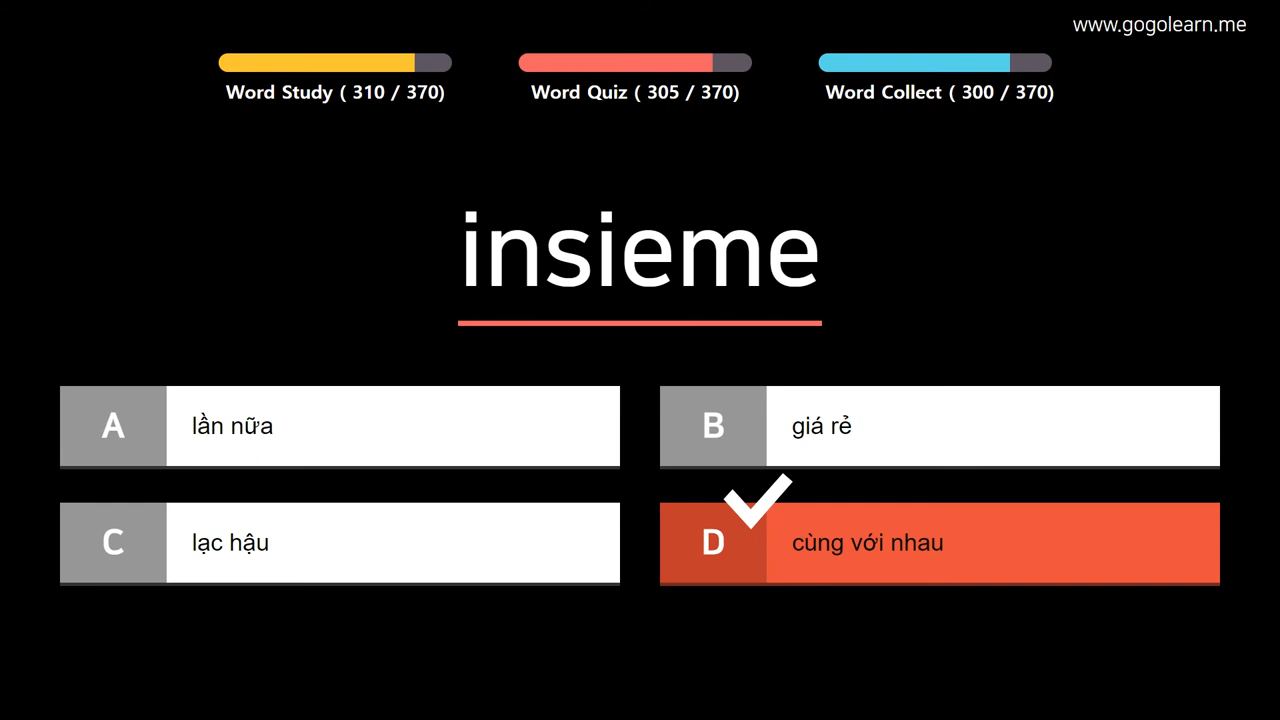 www.gogolearn.me
Word Study ( 310 / 370)
Word Quiz ( 305 / 370)
Word Collect ( 300 / 370)
insieme
A
lần nữa
B
giá rẻ
C
lạc hậu
D
cùng với nhau